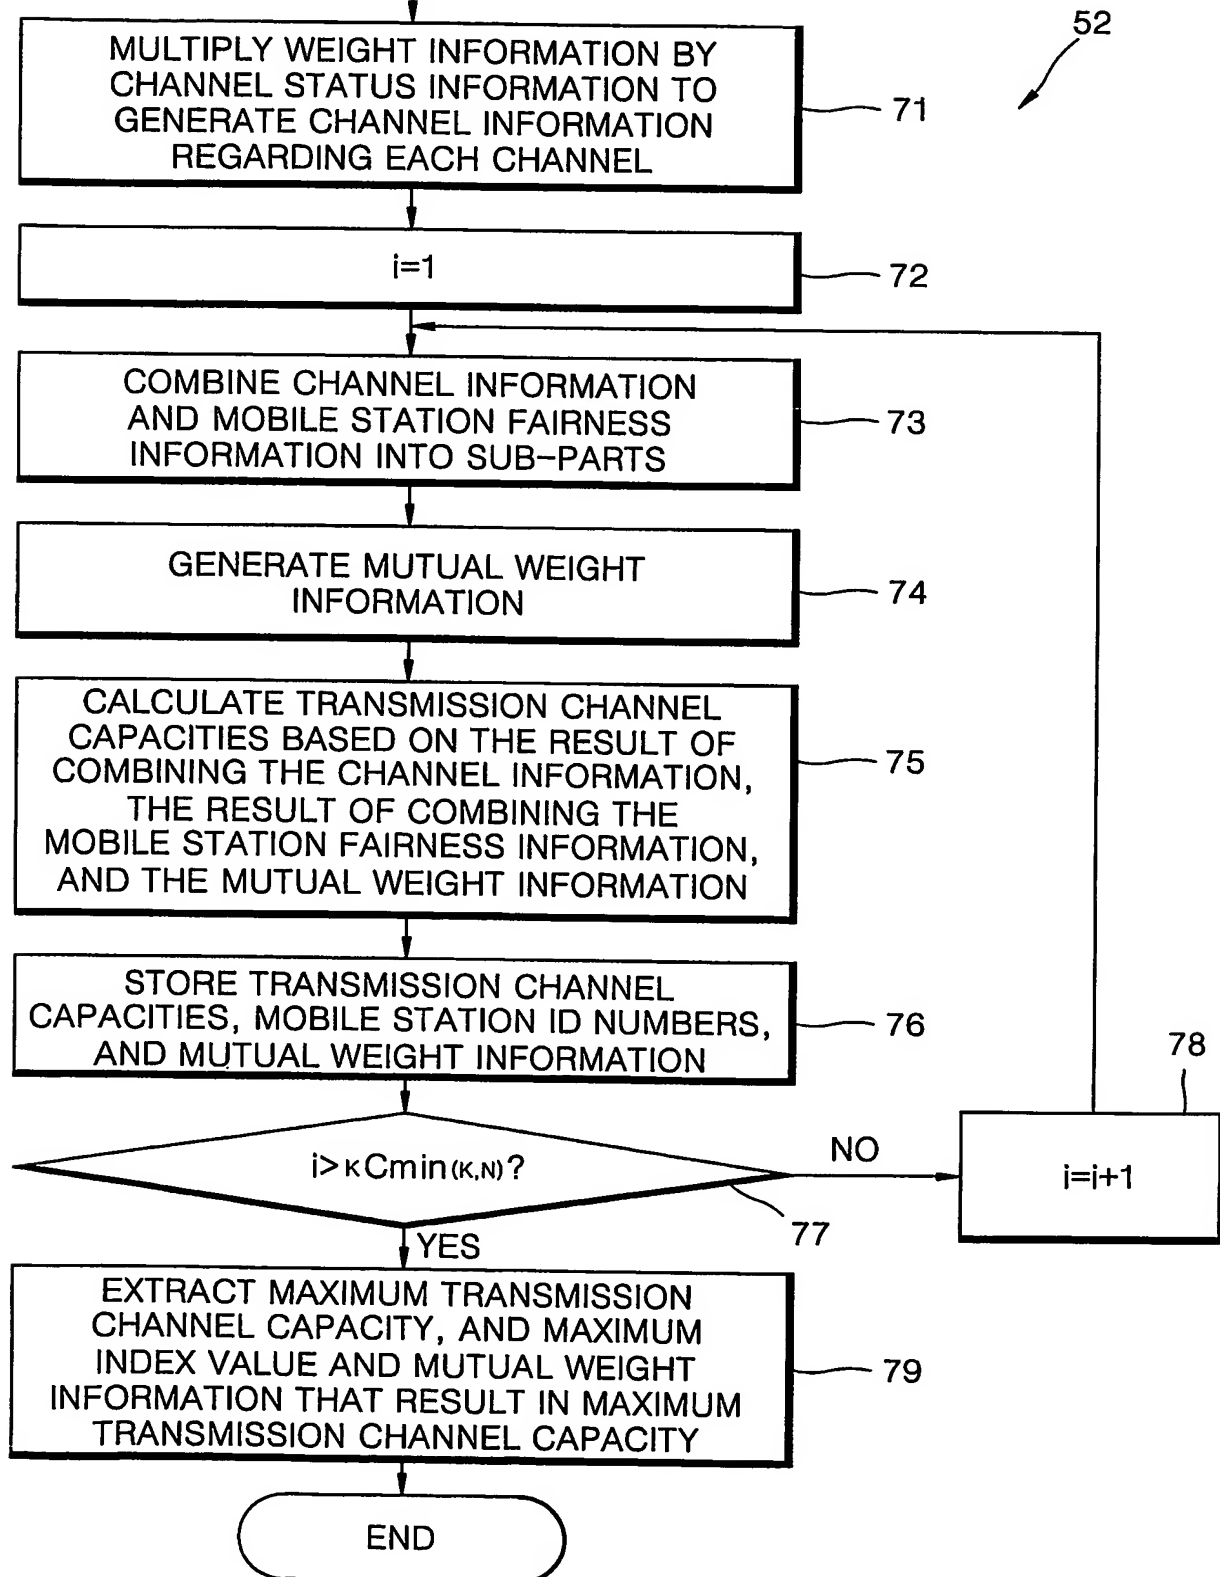 52
MULTIPLY WEIGHT INFORMATION BY
CHANNEL STATUS INFORMATION TO
GENERATE CHANNEL INFORMATION
REGARDING EACH CHANNEL
71
i=1
72
COMBINE CHANNEL INFORMATION
AND MOBILE STATION FAIRNESS
INFORMATION INTO SUB-PARTS
73
GENERATE MUTUAL WEIGHT
INFORMATION
74
CALCULATE TRANSMISSION CHANNEL
CAPACITIES BASED ON THE RESULT OF
COMBINING THE CHANNEL INFORMATION,
THE RESULT OF COMBINING THE
MOBILE STATION FAIRNESS INFORMATION,
AND THE MUTUAL WEIGHT INFORMATION
75
STORE TRANSMISSION CHANNEL
CAPACITIES, MOBILE STATION ID NUMBERS,
AND MUTUAL WEIGHT INFORMATION
76
i>KCmin(K,N)?
77
NO
78
i=i+1
YES
EXTRACT MAXIMUM TRANSMISSION
CHANNEL CAPACITY, AND MAXIMUM
INDEX VALUE AND MUTUAL WEIGHT
INFORMATION THAT RESULT IN MAXIMUM
TRANSMISSION CHANNEL CAPACITY
79
END